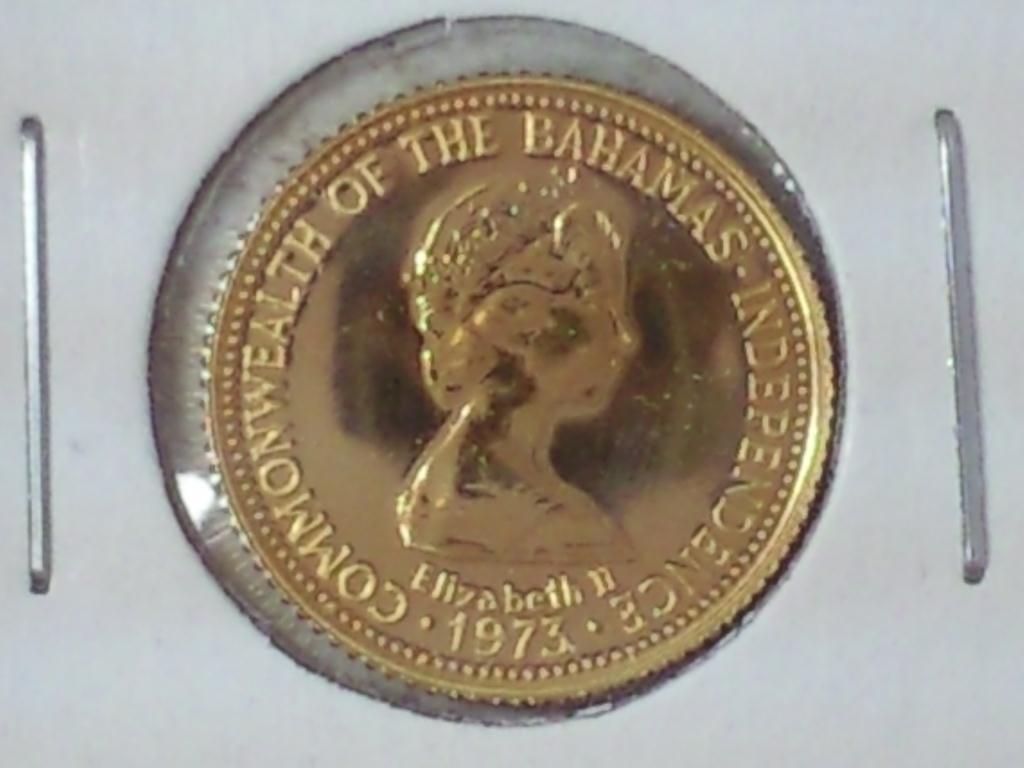 COMMONWEALTH OF THE BAHAMAS · INDEPENDENCE
Elizabeth II
· 1973 ·